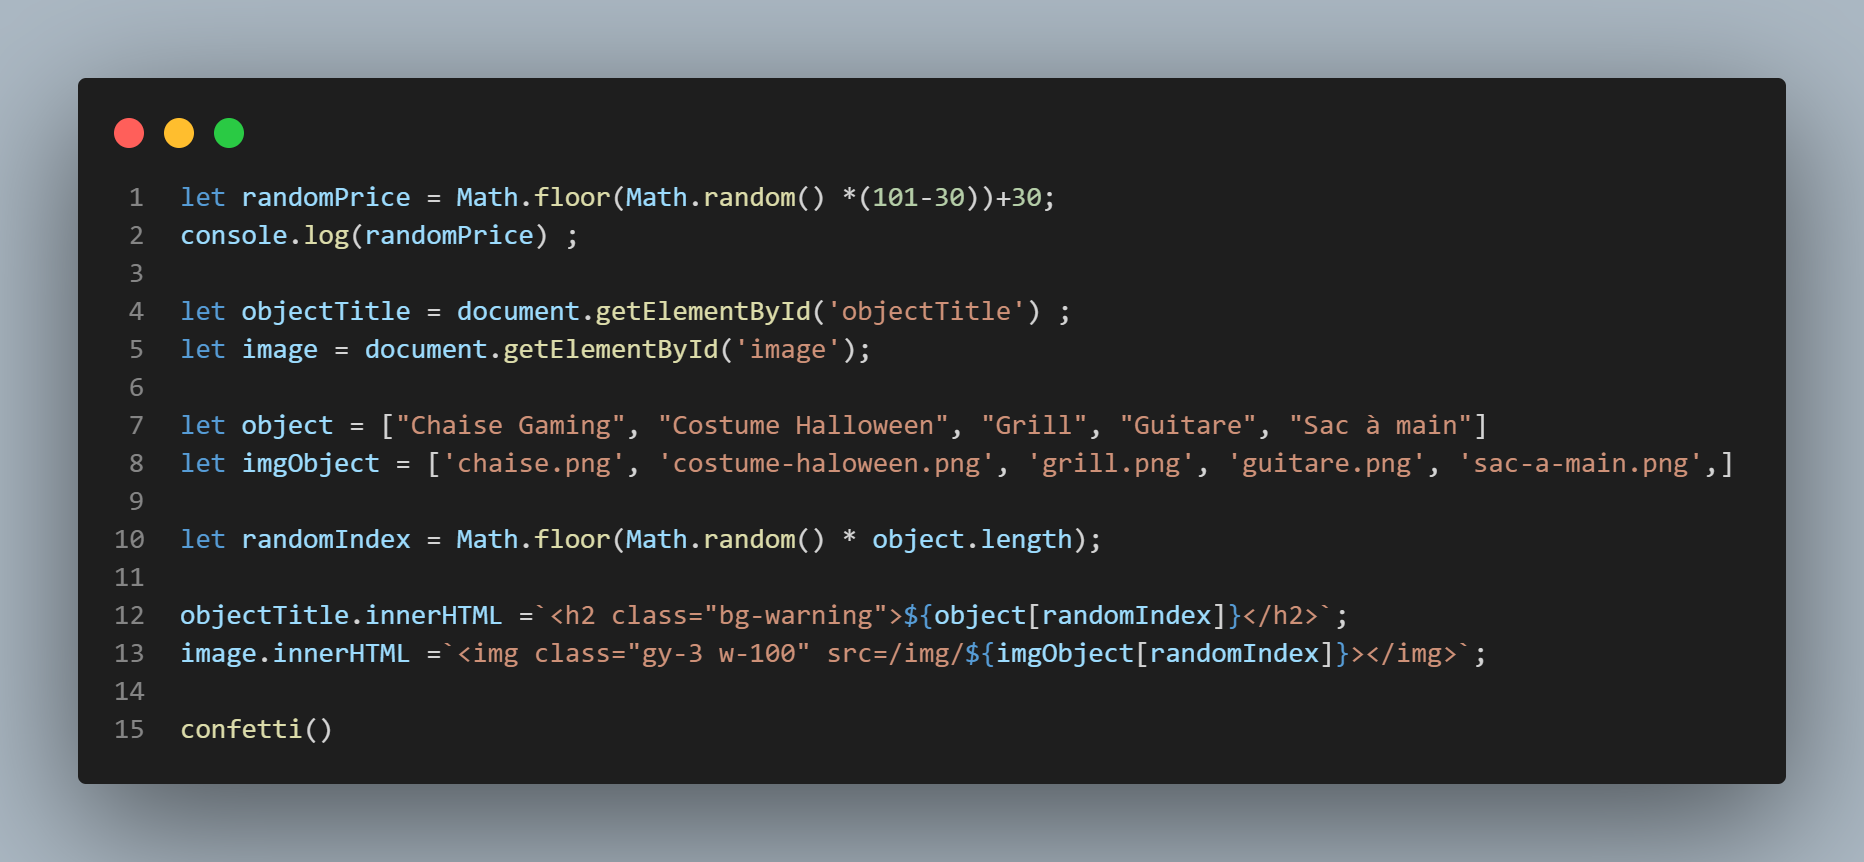 1 let randomPrice = Math.floor(Math.random() *(101-30))+30;
2 console.log(randomPrice) ;
3
4 let objectTitle = document.getElementById('objectTitle') ;
5 let image = document.getElementById('image');
6
7 let object = ["Chaise Gaming", "Costume Halloween", "Grill", "Guitare", "Sac à main"]
8 let imgObject = ['chaise.png', 'costume-haloween.png', 'grill.png', 'guitare.png', 'sac-a-main.png',]
9
10 let randomIndex = Math.floor(Math.random() * object.length);
11
12 objectTitle.innerHTML =`<h2 class="bg-warning">${object[randomIndex]}</h2>`;
13 image.innerHTML =`<img class="gy-3 w-100" src=/img/${imgObject[randomIndex]}></img>`;
14
15 confetti()